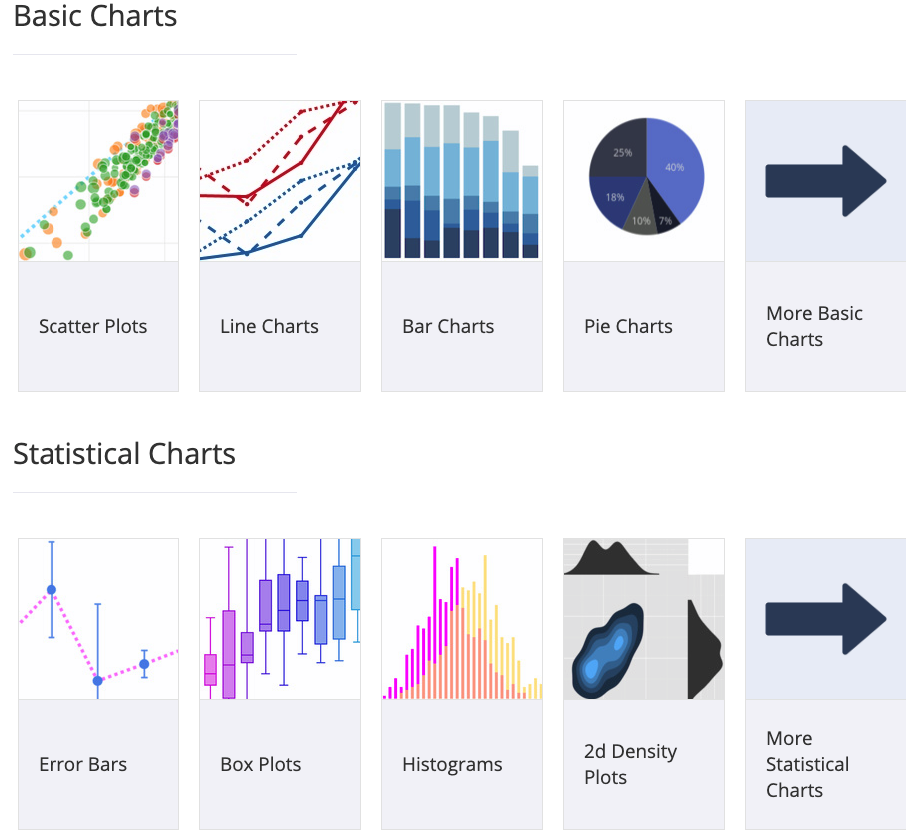 Basic Charts
25%
40%
18%
10%
7%
Scatter Plots
Line Charts
Bar Charts
Pie Charts
More Basic
Charts
Statistical Charts
Error Bars
Box Plots
Histograms
2d Density
Plots
More
Statistical
Charts